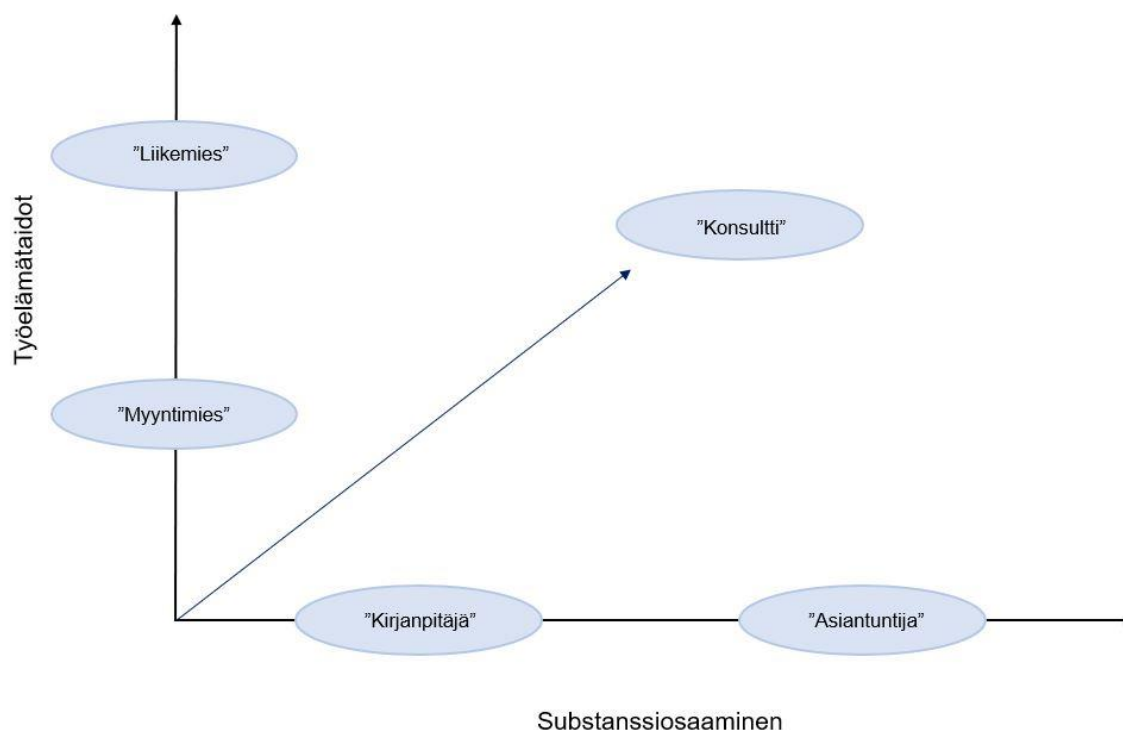 ”Liikemies”
”Konsultti”
Työelämätaidot
”Myyntimies”
”Kirjanpitäjä”
”Asiantuntija”
Substanssiosaaminen